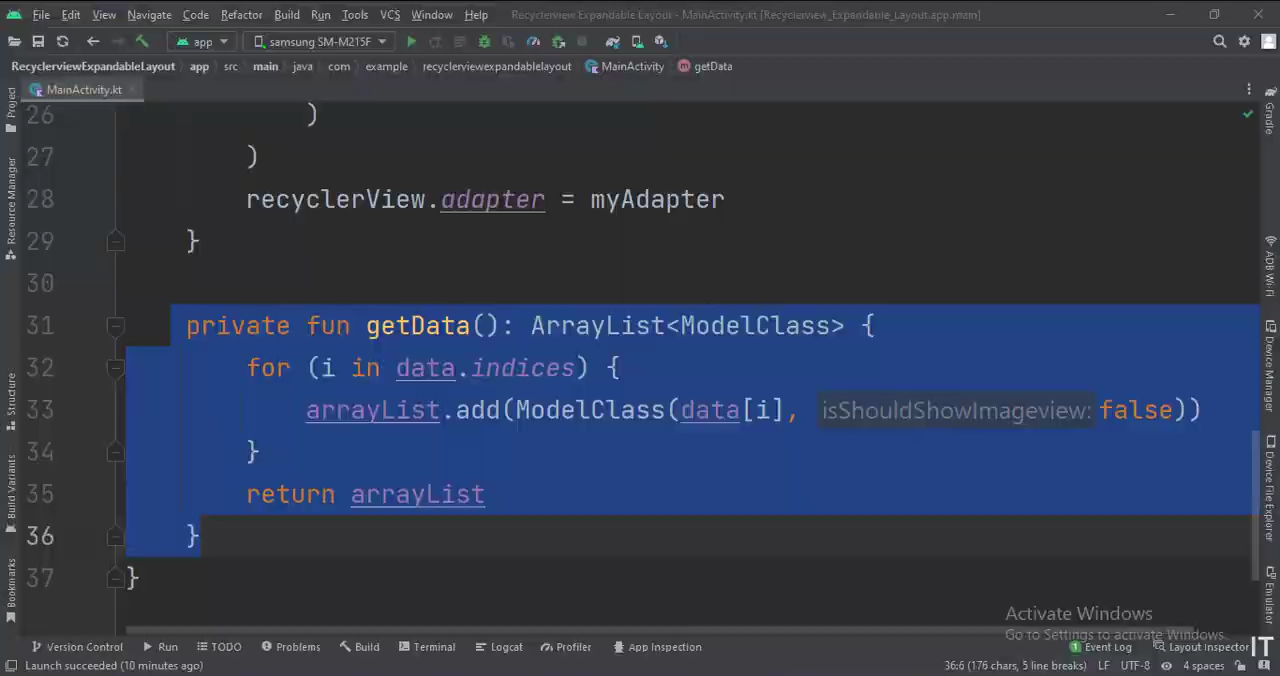 File Edit View Navigate Code Refactor Build Run Tools VCS Window Help Recyclerview Expandable Layout - MainActivity.kt [Recyclerview_Expandable_Layout.app.main]
app samsung SM-M215F
RecyclerviewExpandableLayout app src main java com example recyclerviewexpandablelayout MainActivity m getData
MainActivity.kt
Project
Resource Manager
Structure
Build Variants
Bookmarks
26 )
27 )
28 recyclerView.adapter = myAdapter
29 }
30
31 private fun getData(): ArrayList<ModelClass> {
32 for (i in data.indices) {
33 arrayList.add(ModelClass(data[i], isShouldShowImageview: false))
34 }
35 return arrayList
36 }
37 }
Gradle
ADB Wi-Fi
Device Manager
Device File Explorer
Emulator
Activate Windows
Go to Settings to activate Windows.
Version Control Run TODO Problems Build Terminal Logcat Profiler App Inspection 1 Event Log Layout Inspector
IT
Launch succeeded (10 minutes ago) 36:6 (176 chars, 5 line breaks) LF UTF-8 4 spaces